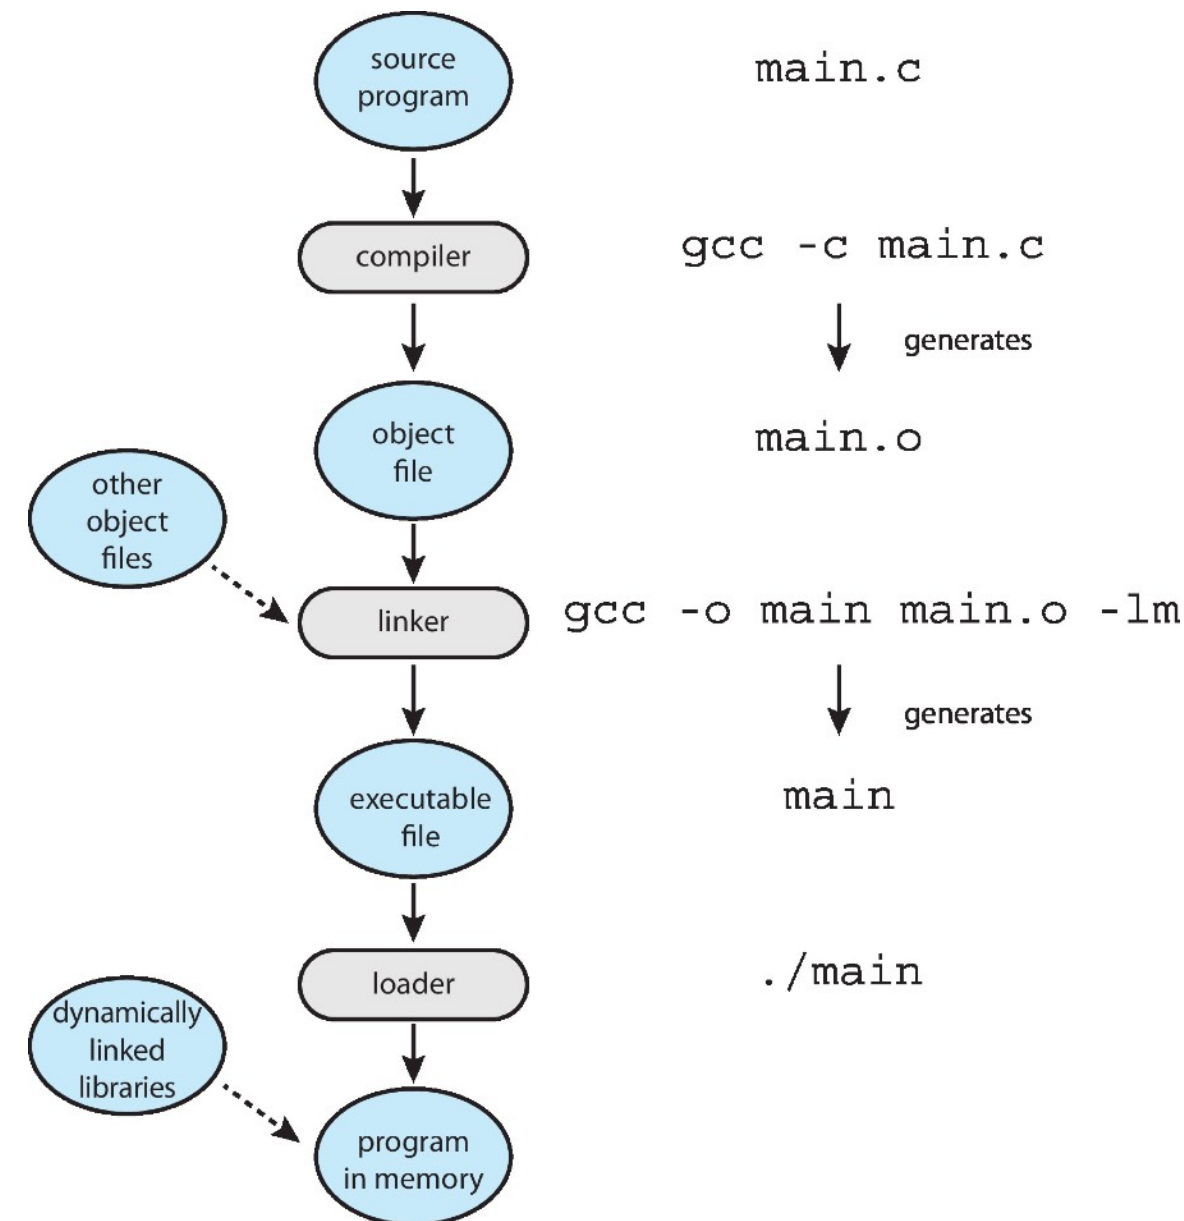 source
program
main.c
compiler
gcc -c main.c
generates
object
file
main.o
other
object
files
linker
gcc -o main main.o -lm
generates
executable
file
main
loader
./main
dynamically
linked
libraries
program
in memory